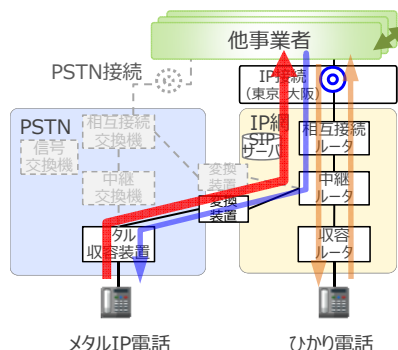 他事業者
PSTN接続
IP接続
(東京・大阪)
PSTN
相互接続
交換機
信号
交換機
IP網
SIP
サーバ
相互接続
ルータ
変換
装置
中継
交換機
中継
ルータ
変換
装置
タル
収容装置
収容
ルータ
メタルIP電話
ひかり電話